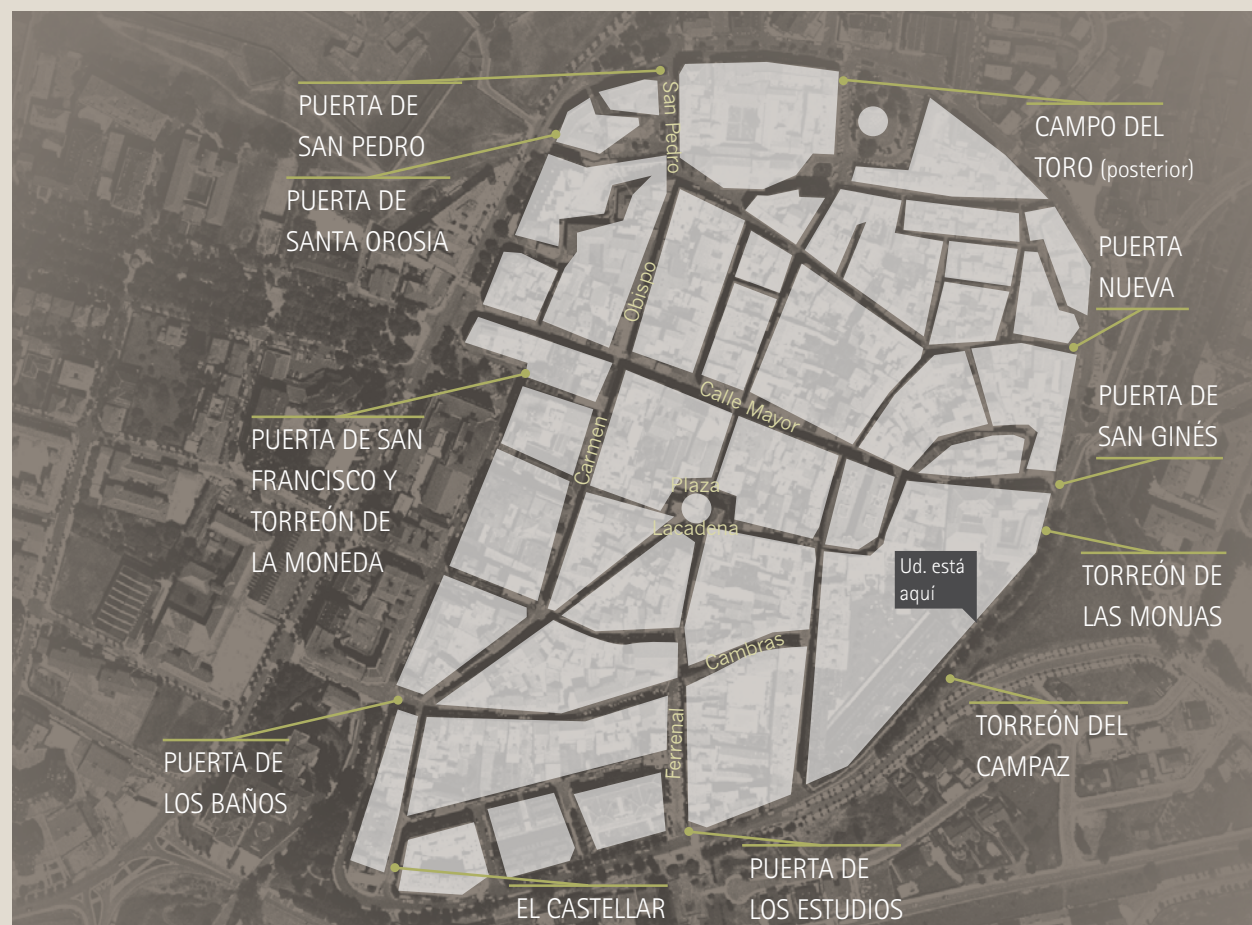 PUERTA DE
SAN PEDRO
PUERTA DE
SANTA OROSIA
San Pedro
CAMPO DEL
TORO (posterior)
PUERTA
NUEVA
Obispo
Calle Mayor
PUERTA DE
SAN GINÉS
PUERTA DE SAN
FRANCISCO Y
TORREÓN DE
LA MONEDA
Carmen
Plaza
Lacadena
Ud. está
aquí
TORREÓN DE
LAS MONJAS
Cambras
TORREÓN DEL
CAMPAZ
Ferrenal
PUERTA DE
LOS BAÑOS
PUERTA DE
LOS ESTUDIOS
EL CASTELLAR